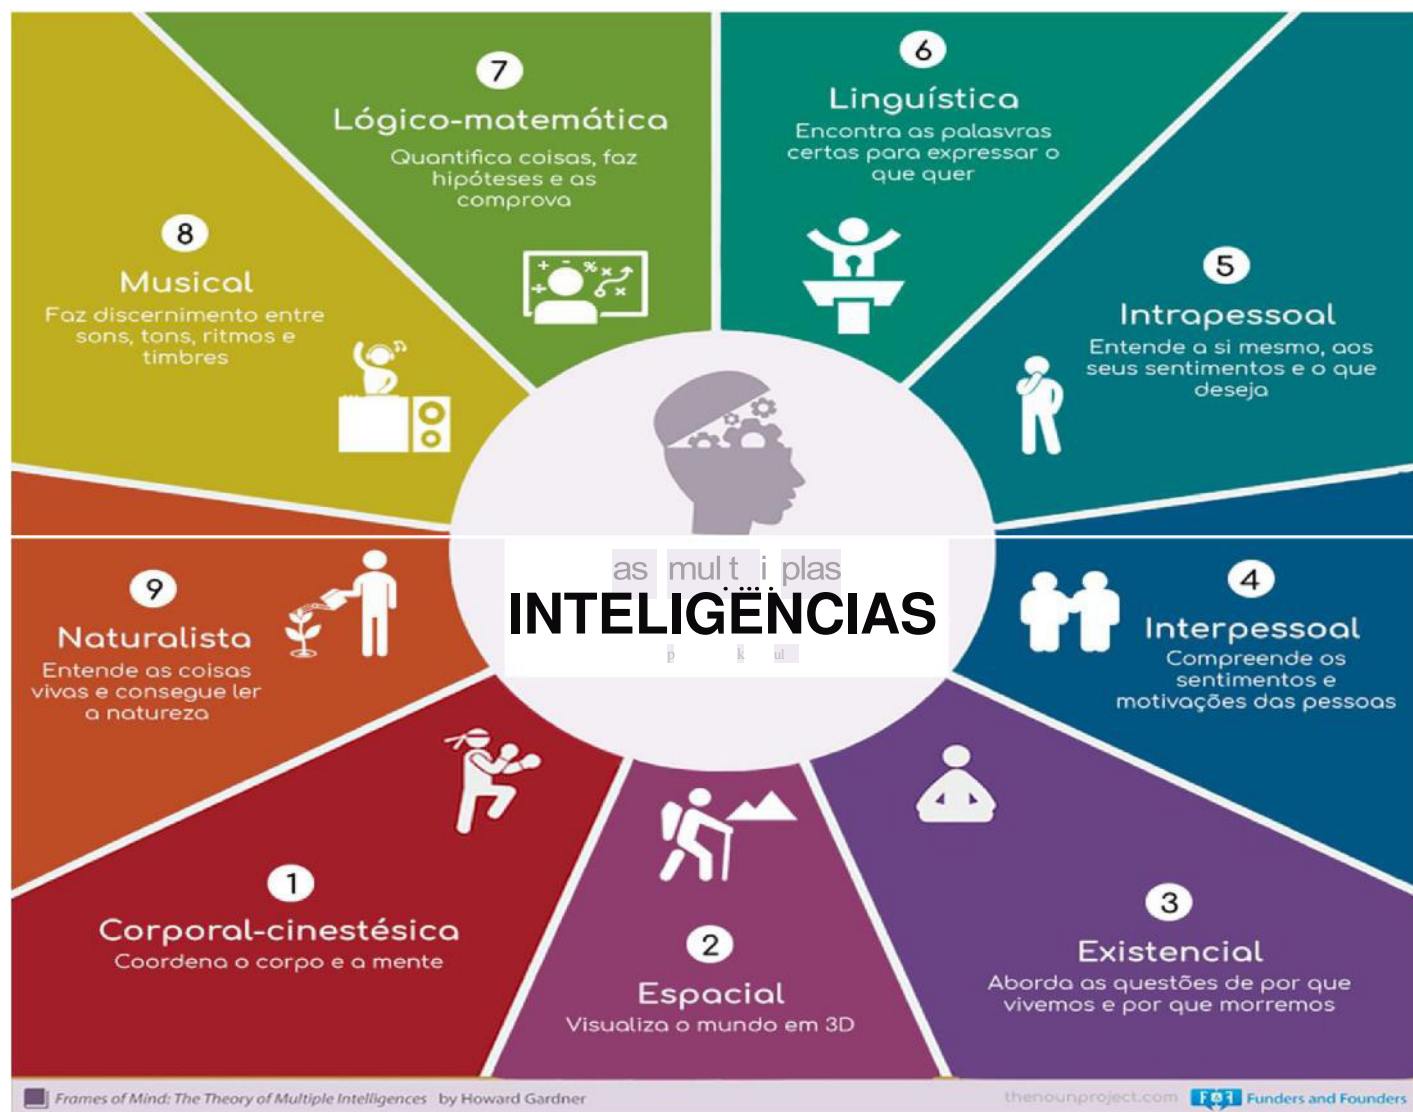 7
Lógico-matemática
Quantifica coisas, faz
hipóteses e as
comprova
6
Linguística
Encontra as palasvras
certas para expressar o
que quer
8
Musical
Faz discernimento entre
sons, tons, ritmos e
timbres
5
Intrapessoal
Entende a si mesmo, aos
seus sentimentos e o que
deseja
as mult i plas
INTELIGÊNCIAS
p k ul
9
Naturalista
Entende as coisas
vivas e consegue ler
a natureza
4
Interpessoal
Compreende os
sentimentos e
motivações das pessoas
1
Corporal-cinestésica
Coordena o corpo e a mente
2
Espacial
Visualiza o mundo em 3D
3
Existencial
Aborda as questões de por que
vivemos e por que morremos
Frames of Mind: The Theory of Multiple Intelligences by Howard Gardner
thenounproject.com
Funders and Founders